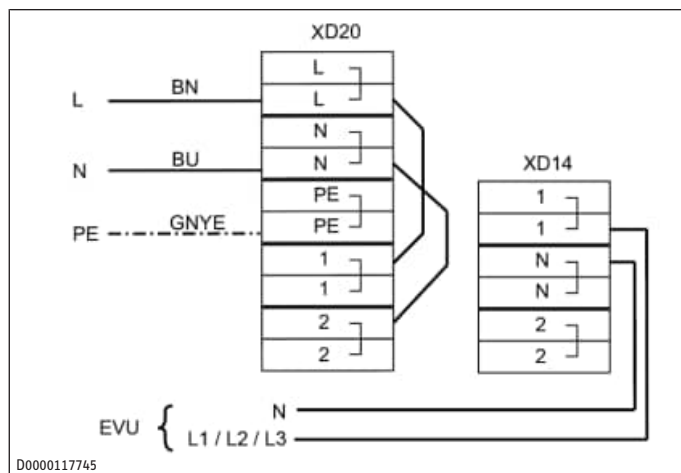 XD20
L
L BN L
N
N BU N
PE
PE GNYE PE
1
1
2
2
XD14
1
1
N
N
2
2
EVU { N
L1 / L2 / L3
D0000117745